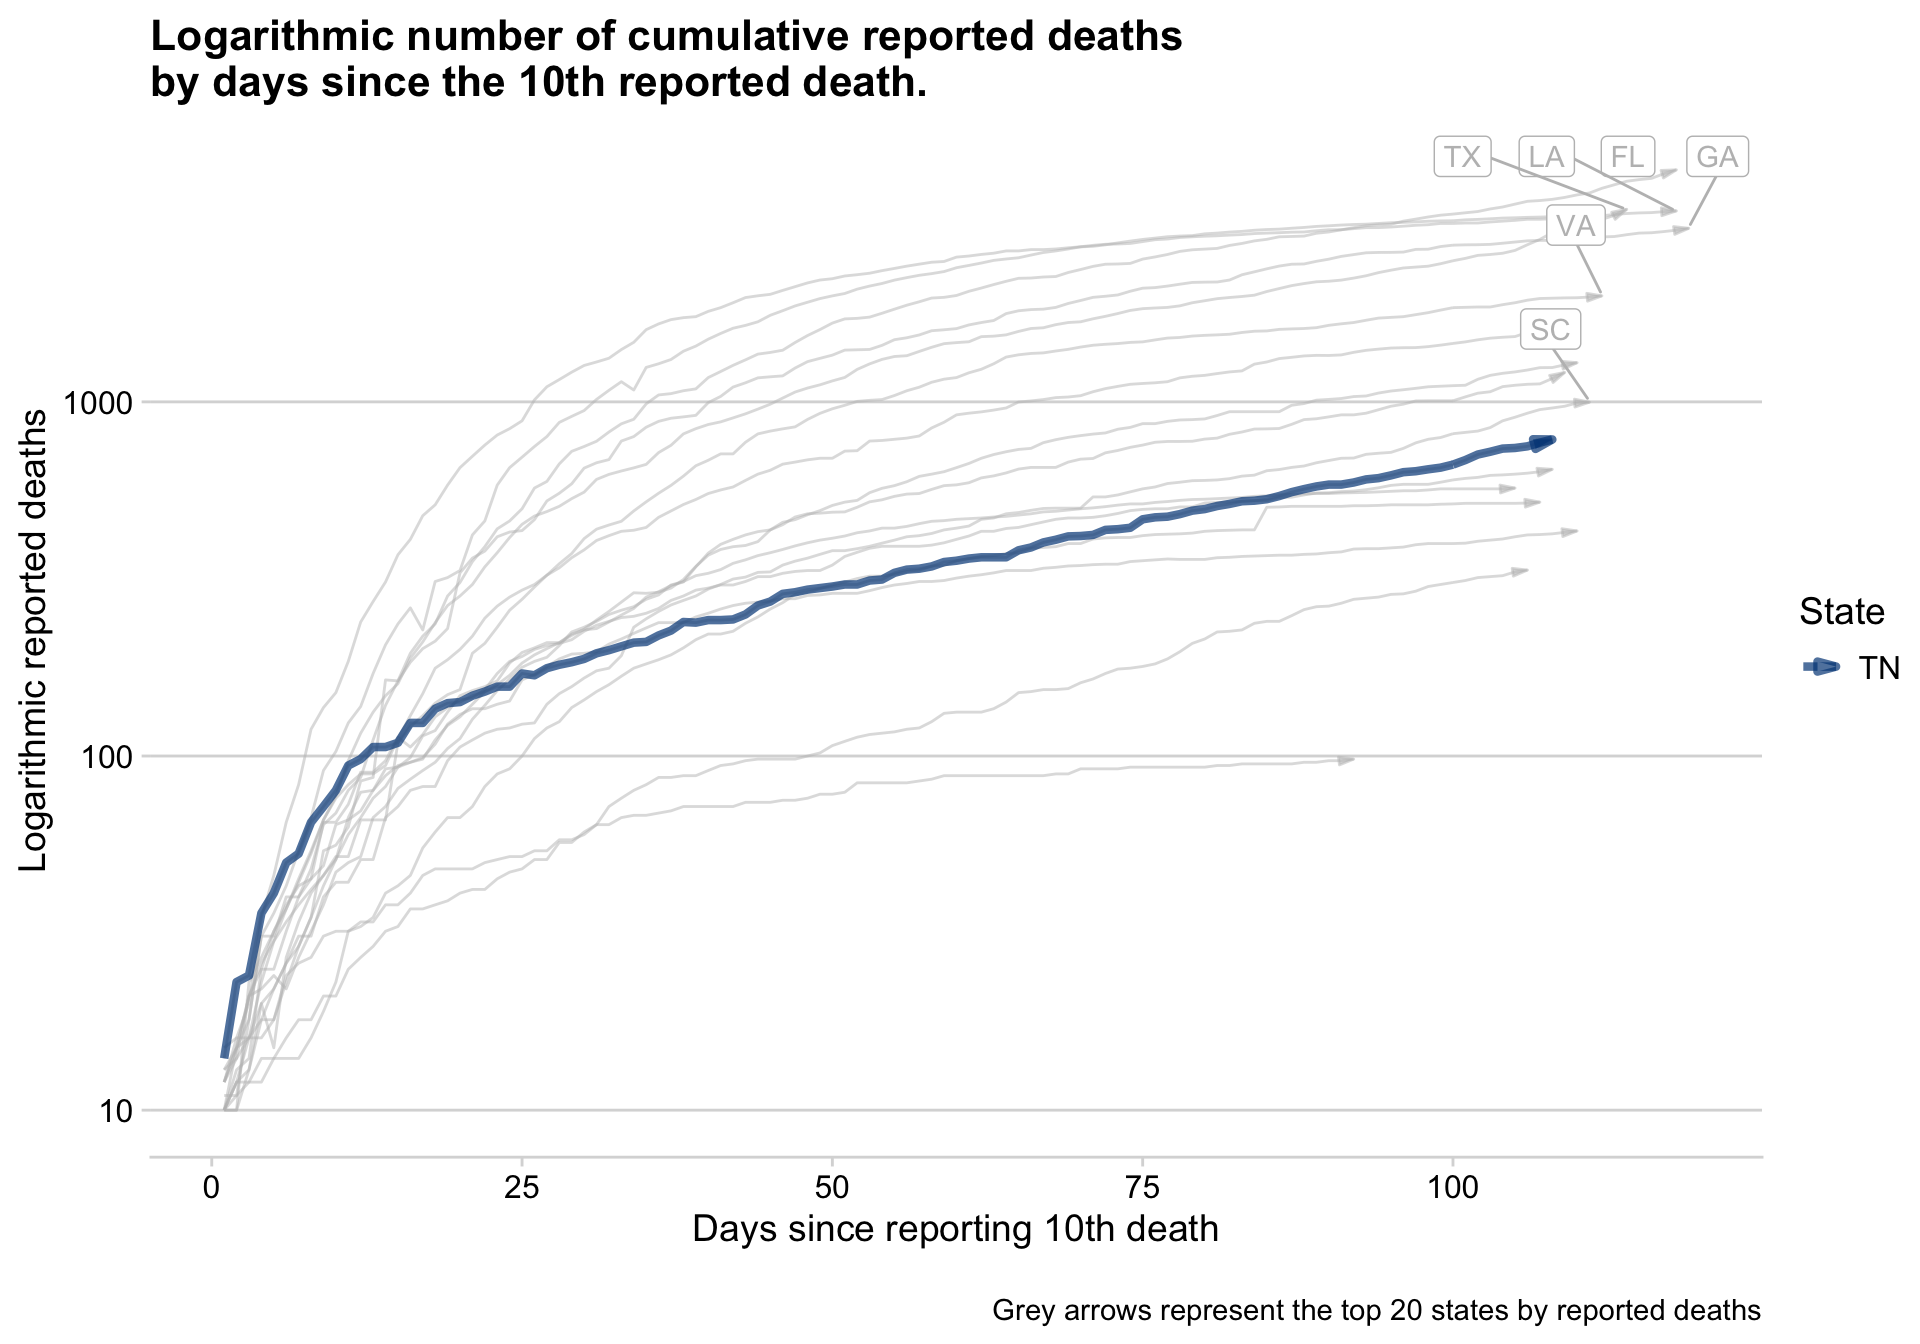 Logarithmic number of cumulative reported deaths
by days since the 10th reported death.
TX LA FL GA
VA
SC
1000
100
10
Logarithmic reported deaths
State
TN
0 25 50 75 100
Days since reporting 10th death
Grey arrows represent the top 20 states by reported deaths